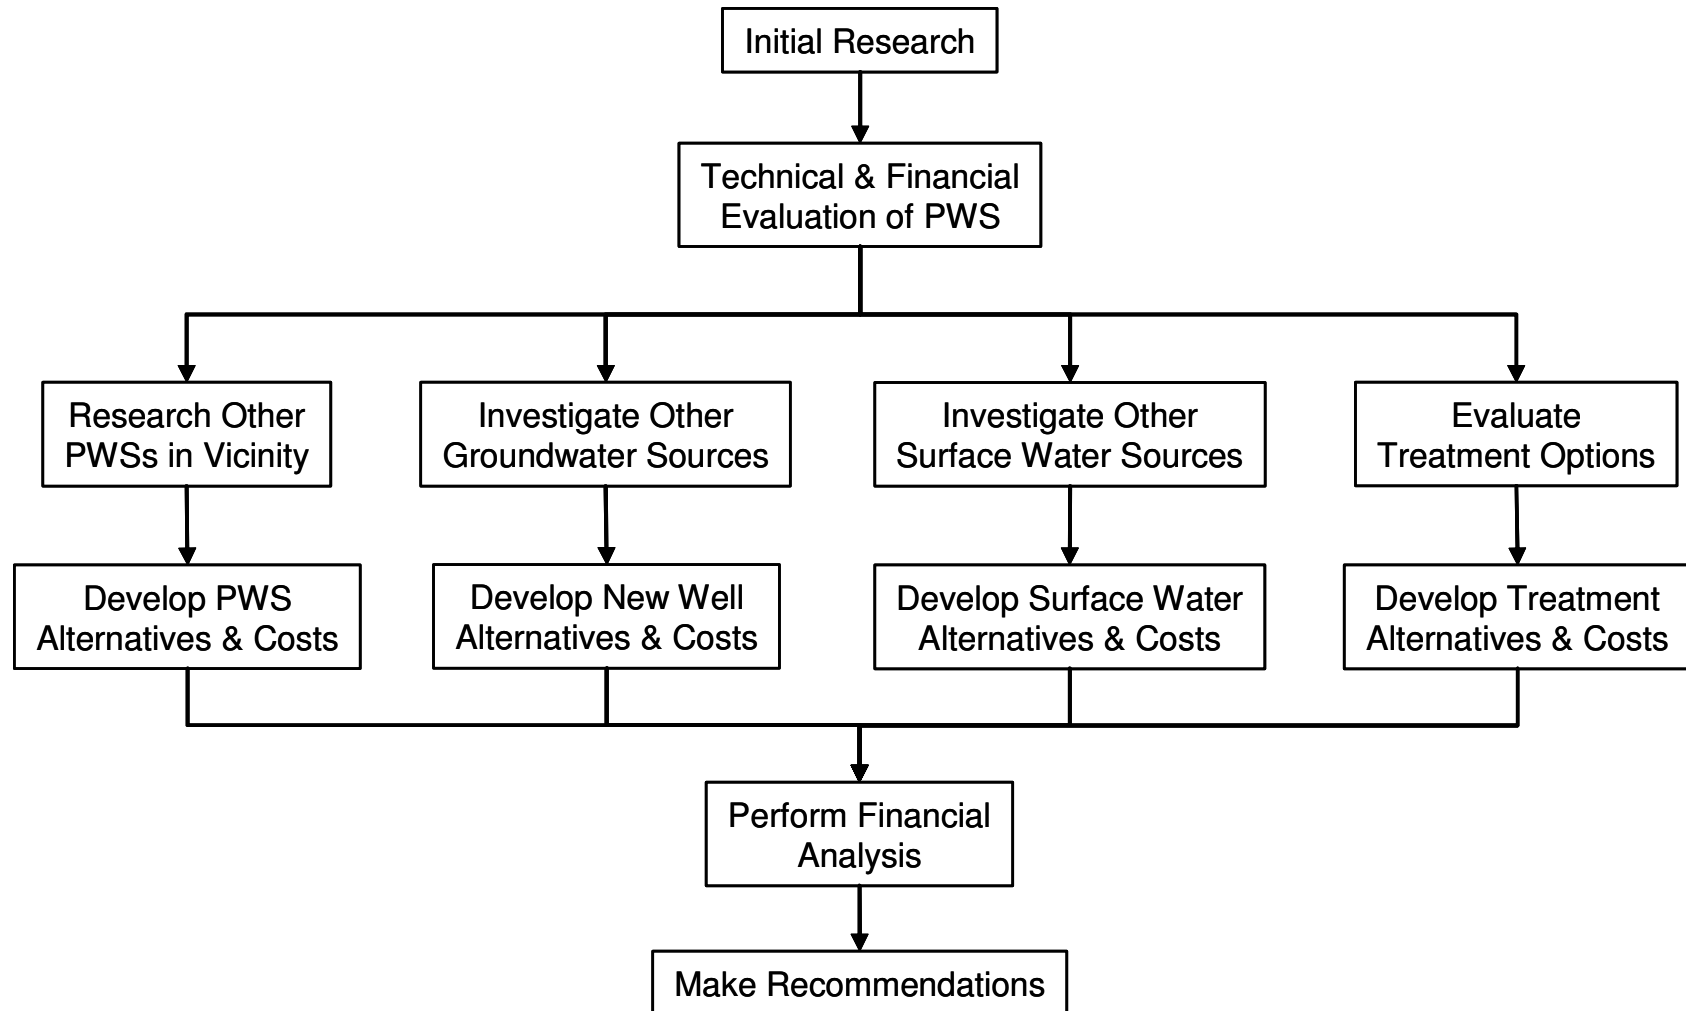 Initial Research
Technical & Financial
Evaluation of PWS
Research Other
PWSs in Vicinity
Investigate Other
Groundwater Sources
Investigate Other
Surface Water Sources
Evaluate
Treatment Options
Develop PWS
Alternatives & Costs
Develop New Well
Alternatives & Costs
Develop Surface Water
Alternatives & Costs
Develop Treatment
Alternatives & Costs
Perform Financial
Analysis
Make Recommendations